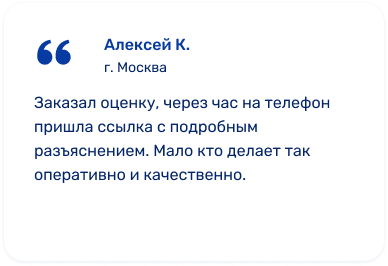 Алексей К.
г. Москва
Заказал оценку, через час на телефон
пришла ссылка с подробным
разъяснением. Мало кто делает так
оперативно и качественно.